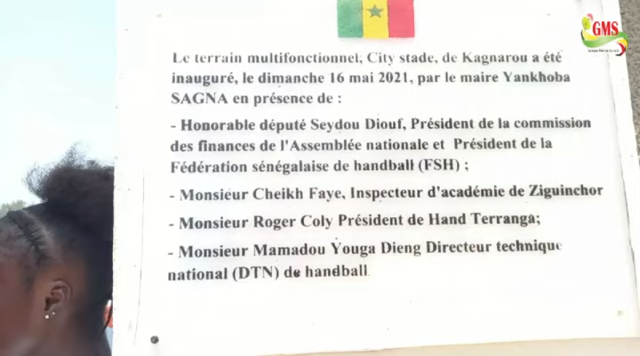 GMS
Le terrain multifonctionnel, City stade, de Kagnarou a été
inauguré, le dimanche 16 mai 2021, par le maire Yankhoba
SAGNA en présence de :
- Honorable député Seydou Diouf, Président de la commission
des finances de l'Assemblée nationale et Président de la
Fédération sénégalaise de handball (FSH) ;
- Monsieur Cheikh Faye, Inspecteur d'académie de Ziguinchor
- Monsieur Roger Coly Président de Hand Terranga;
- Monsieur Mamadou Youga Dieng Directeur technique
national (DTN) de handball